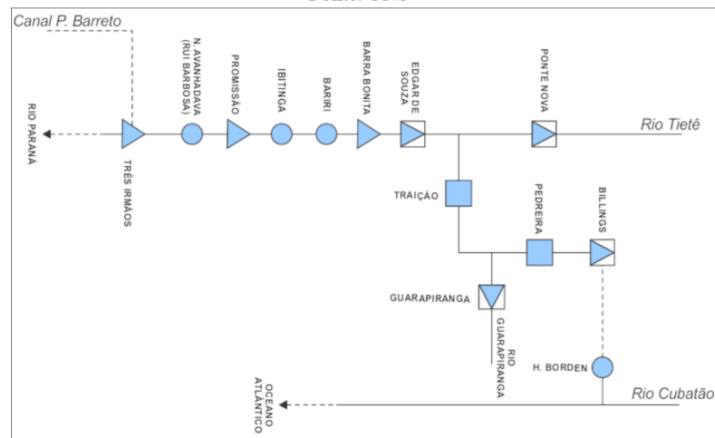 Canal P. Barreto
RIO PARANÁ
TRÊS IRMÃOS
N. AVANHADAVA
(RUI BARBOSA)
PROMISSÃO
IBITINGA
BARIRI
BARRA BONITA
EDGAR DE
SOUZA
PONTE NOVA
Rio Tietê
TRAIÇÃO
PEDREIRA
BILLINGS
GUARAPIRANGA
RIO
GUARAPIRANGA
H. BORDEN
OCEANO
ATLÂNTICO
Rio Cubatão